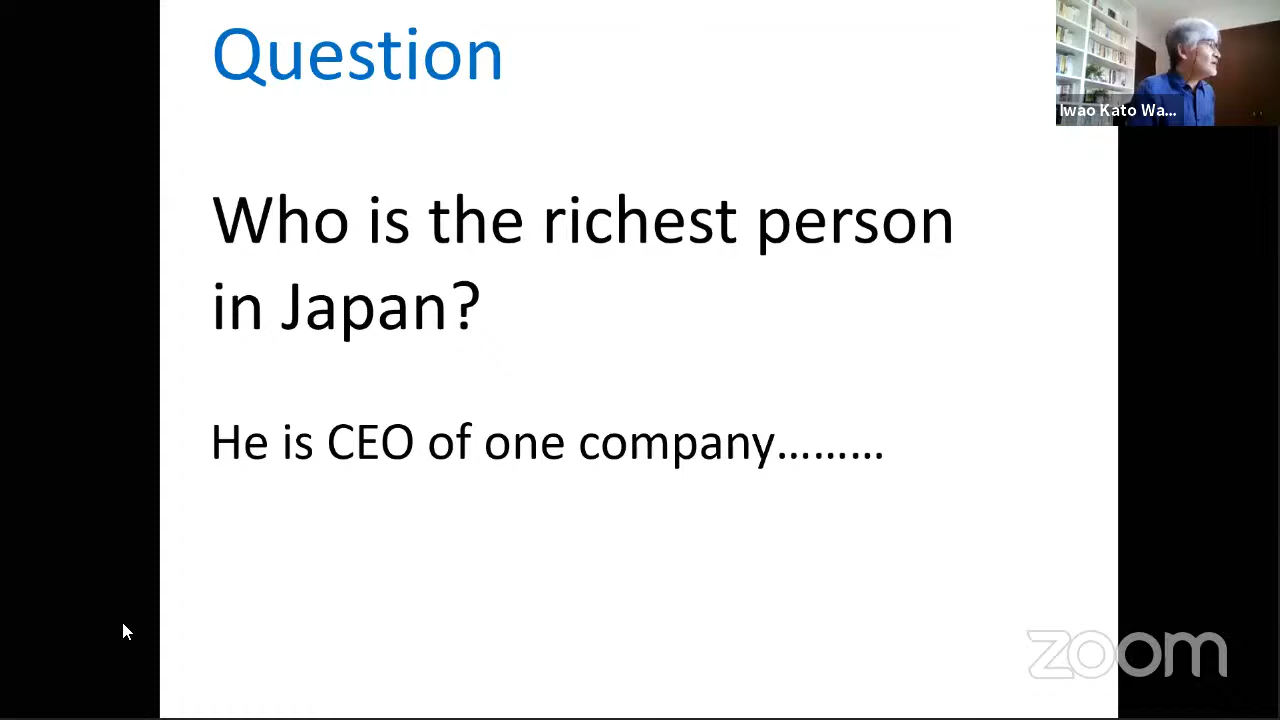 Question
Iwao Kato Wa...
Who is the richest person
in Japan?
He is CEO of one company.........
zoom